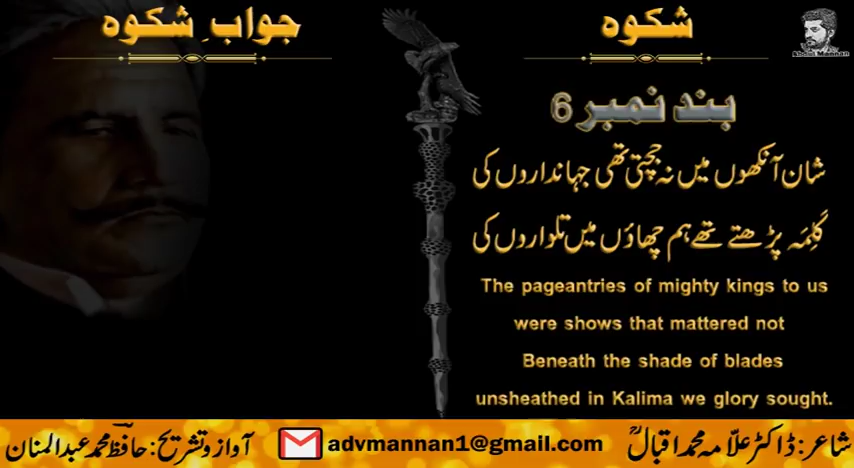 شکوہ
جوابِ شکوہ
Abdul Mannan
بند نمبر 6
شان آنکھوں میں نہ جچتی تھی جہانداروں کی
کَلِمَہ پڑھتے تھے ہم چھاؤں میں تلواروں کی
The pageantries of mighty kings to us
were shows that mattered not
Beneath the shade of blades
unsheathed in Kalima we glory sought.
شاعر: ڈاکٹر علّامہ محمد اقبالؒ advmannan1@gmail.com آواز و تشریح: حافظ محمد عبدالمنان